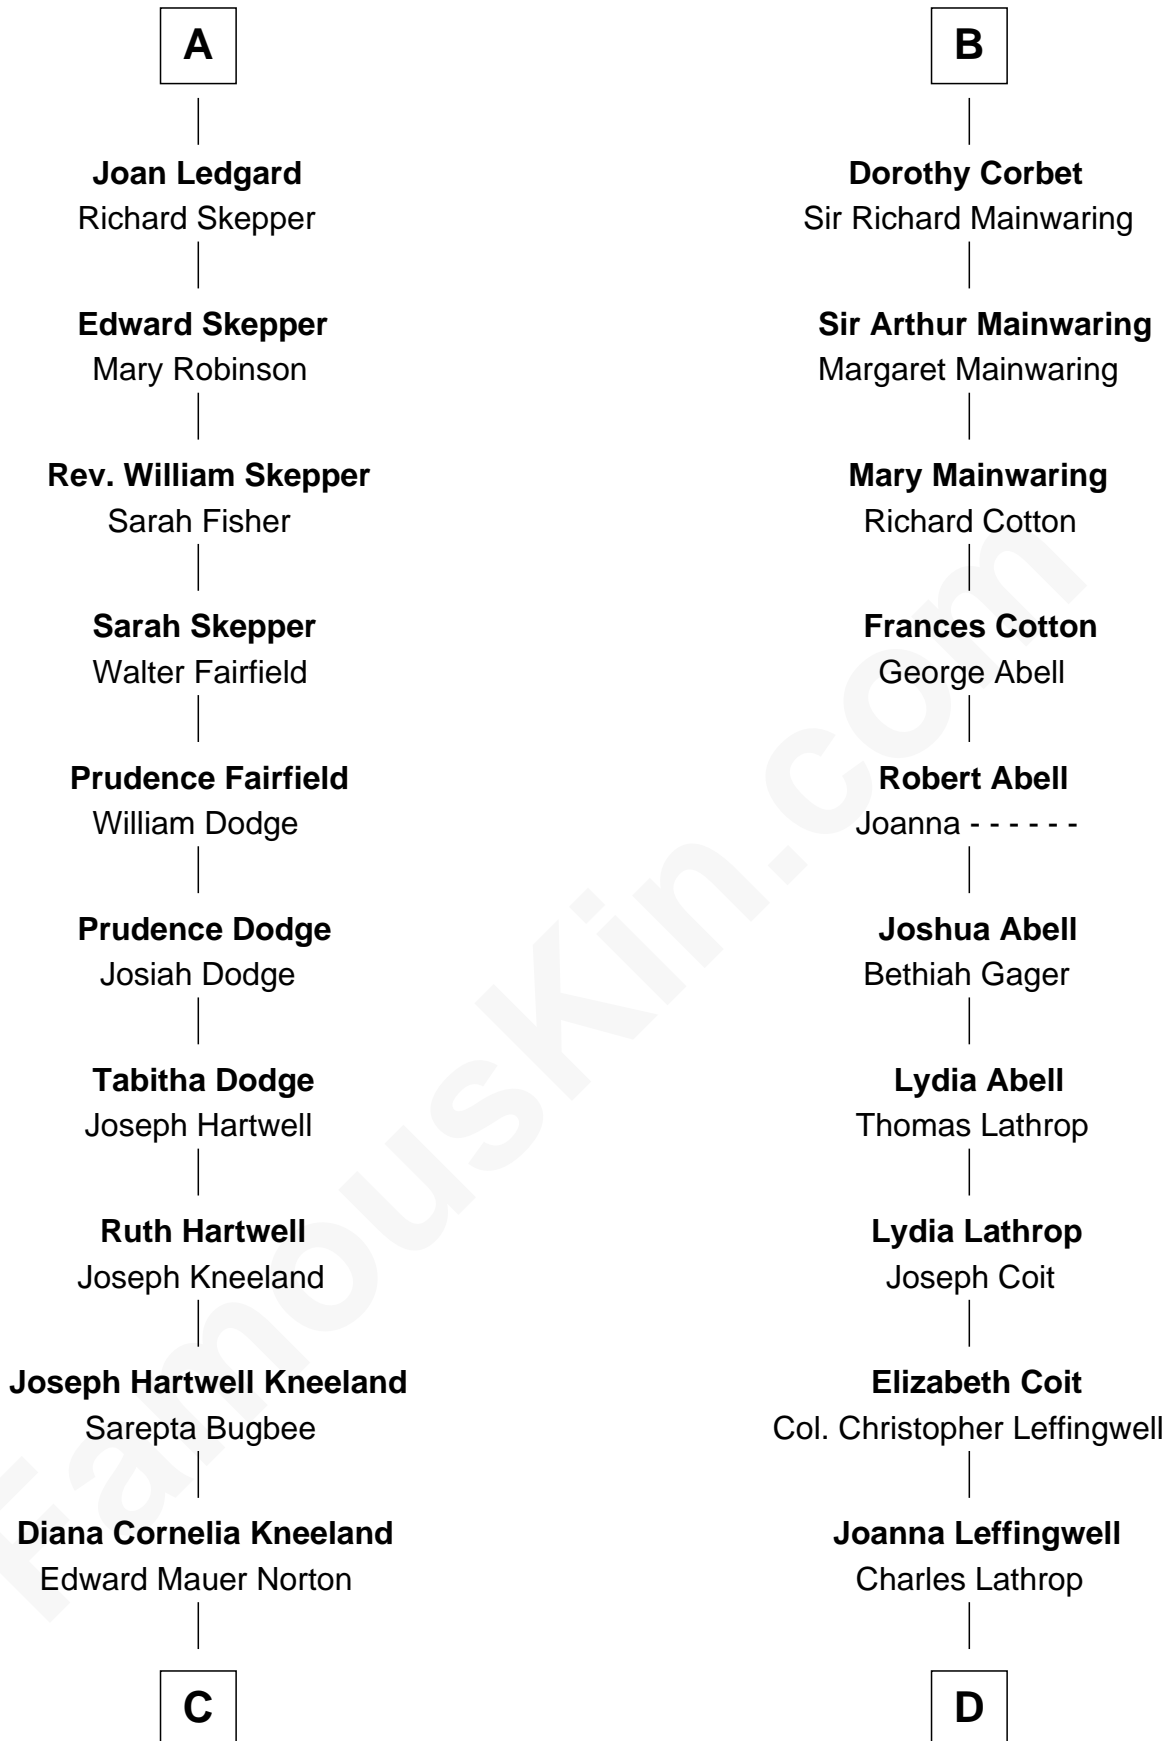 A
Joan Ledgard
Richard Skepper
Edward Skepper
Mary Robinson
Rev. William Skepper
Sarah Fisher
Sarah Skepper
Walter Fairfield
Prudence Fairfield
William Dodge
Prudence Dodge
Josiah Dodge
Tabitha Dodge
Joseph Hartwell
Ruth Hartwell
Joseph Kneeland
Joseph Hartwell Kneeland
Sarepta Bugbee
Diana Cornelia Kneeland
Edward Mauer Norton
C
B
Dorothy Corbet
Sir Richard Mainwaring
Sir Arthur Mainwaring
Margaret Mainwaring
Mary Mainwaring
Richard Cotton
Frances Cotton
George Abell
Robert Abell
Joanna - - - - - -
Joshua Abell
Bethiah Gager
Lydia Abell
Thomas Lathrop
Lydia Lathrop
Joseph Coit
Elizabeth Coit
Col. Christopher Leffingwell
Joanna Leffingwell
Charles Lathrop
D
FamousKin.com